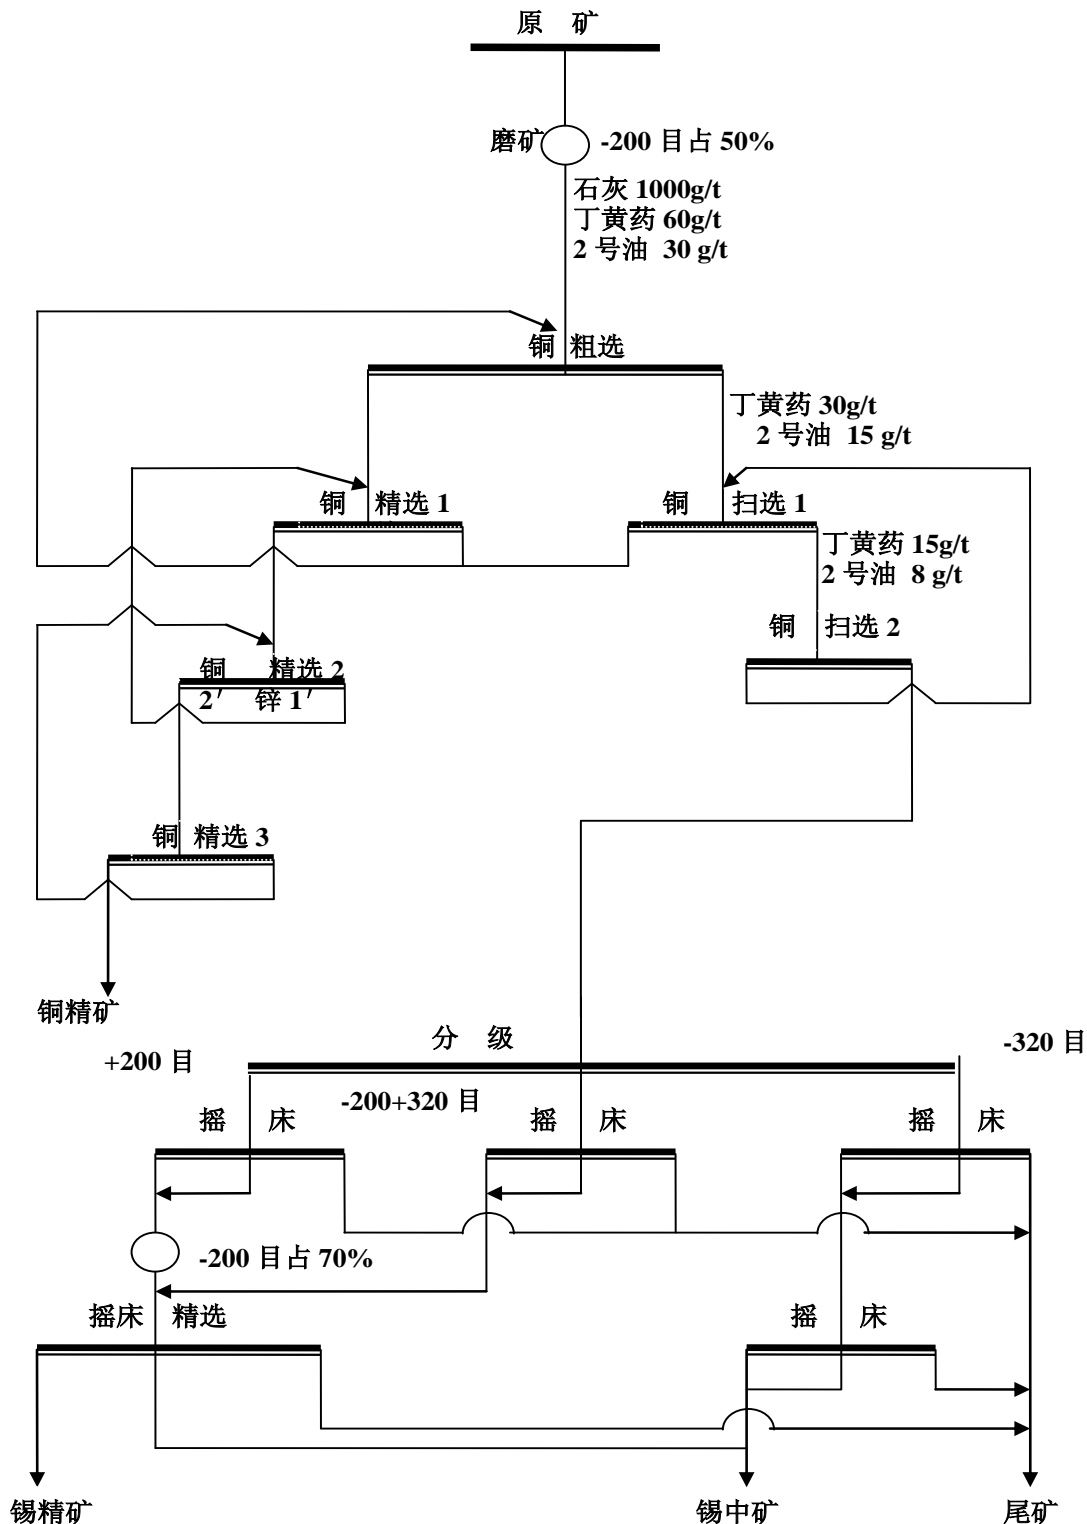 原 矿
磨矿
-200 目占 50%
石灰 1000g/t
丁黄药 60g/t
2 号油 30 g/t
铜 粗选
丁黄药 30g/t
2 号油 15 g/t
铜 精选 1
铜 扫选 1
丁黄药 15g/t
2 号油 8 g/t
铜 扫选 2
铜 精选 2
2′ 锌 1′
铜 精选 3
铜精矿
分 级
+200 目
-320 目
-200+320 目
摇 床
摇 床
摇 床
-200 目占 70%
摇床 精选
摇 床
锡精矿
锡中矿
尾矿